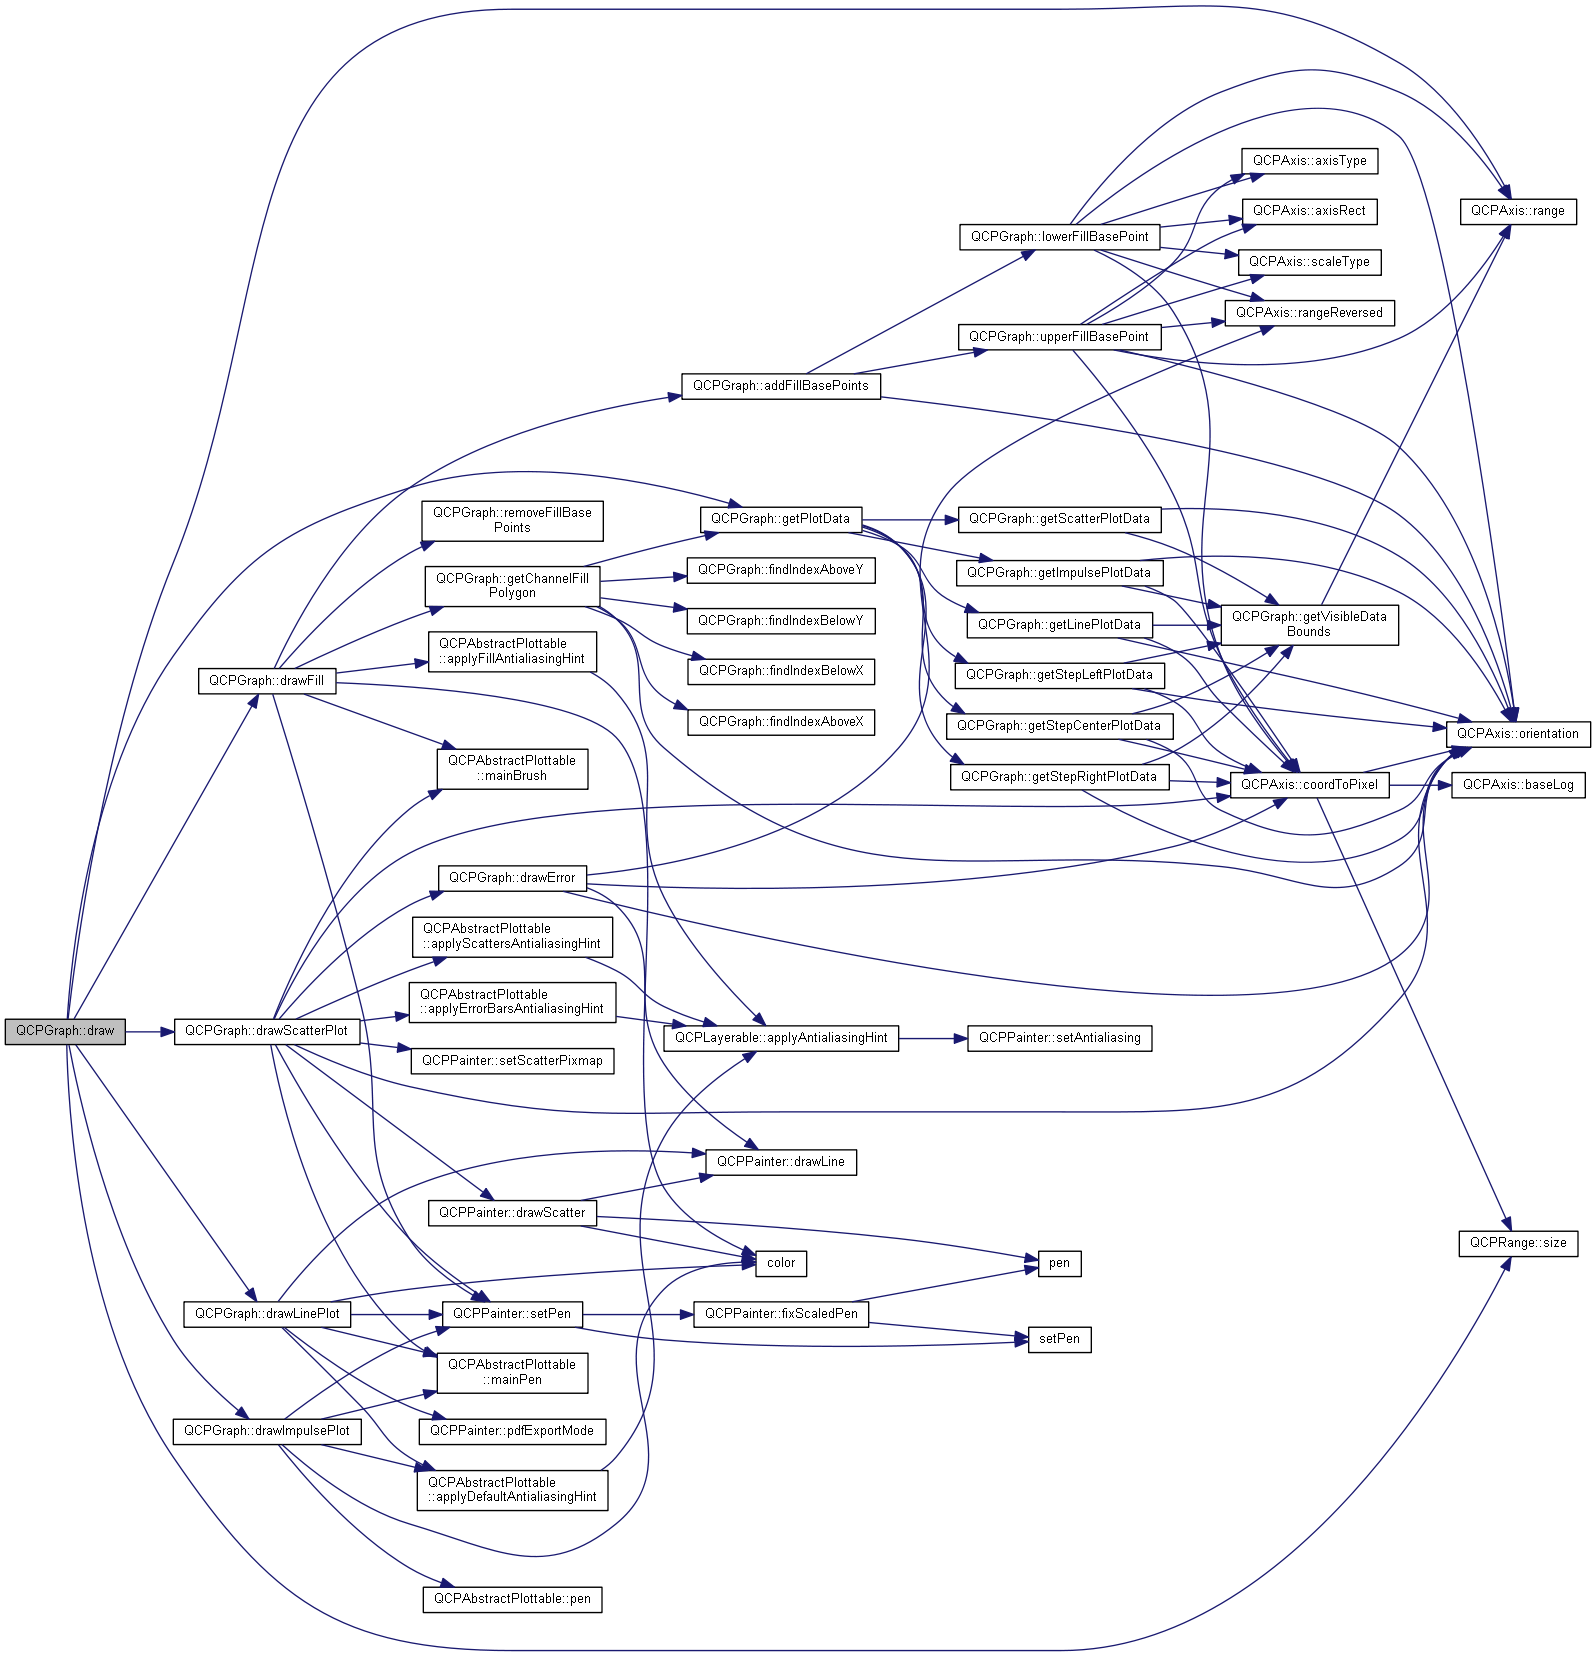 QCPGraph::draw
QCPGraph::drawFill
QCPGraph::drawScatterPlot
QCPGraph::drawLinePlot
QCPGraph::drawImpulsePlot
QCPGraph::removeFillBase
Points
QCPGraph::getChannelFill
Polygon
QCPAbstractPlottable
::applyFillAntialiasingHint
QCPAbstractPlottable
::mainBrush
QCPGraph::drawError
QCPAbstractPlottable
::applyScattersAntialiasingHint
QCPAbstractPlottable
::applyErrorBarsAntialiasingHint
QCPPainter::setScatterPixmap
QCPPainter::drawScatter
QCPPainter::setPen
QCPAbstractPlottable
::mainPen
QCPPainter::pdfExportMode
QCPAbstractPlottable
::applyDefaultAntialiasingHint
QCPAbstractPlottable::pen
QCPGraph::addFillBasePoints
QCPGraph::getPlotData
QCPGraph::findIndexAboveY
QCPGraph::findIndexBelowY
QCPGraph::findIndexBelowX
QCPGraph::findIndexAboveX
QCPLayerable::applyAntialiasingHint
QCPPainter::drawLine
color
QCPPainter::fixScaledPen
QCPGraph::lowerFillBasePoint
QCPGraph::upperFillBasePoint
QCPGraph::getScatterPlotData
QCPGraph::getImpulsePlotData
QCPGraph::getLinePlotData
QCPGraph::getStepLeftPlotData
QCPGraph::getStepCenterPlotData
QCPGraph::getStepRightPlotData
QCPPainter::setAntialiasing
pen
setPen
QCPAxis::axisType
QCPAxis::axisRect
QCPAxis::scaleType
QCPAxis::rangeReversed
QCPGraph::getVisibleData
Bounds
QCPAxis::coordToPixel
QCPAxis::range
QCPAxis::orientation
QCPAxis::baseLog
QCPRange::size